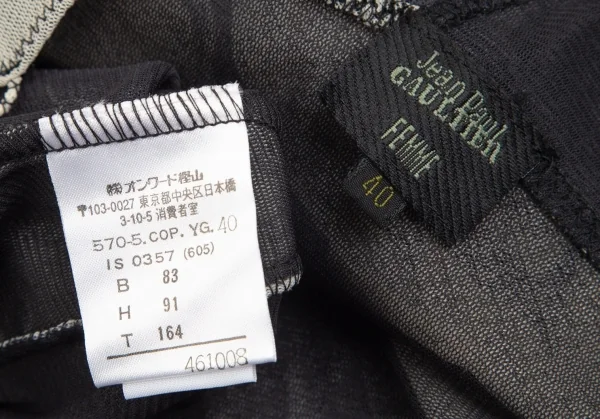 ㈱オンワード樫山
〒103-0027 東京都中央区日本橋
3-10-5 消費者室
570-5.COP.YG.40
IS 0357 (605)
B 83
H 91
T 164
461008
Jean Paul
GAULTIER
FEMME
40